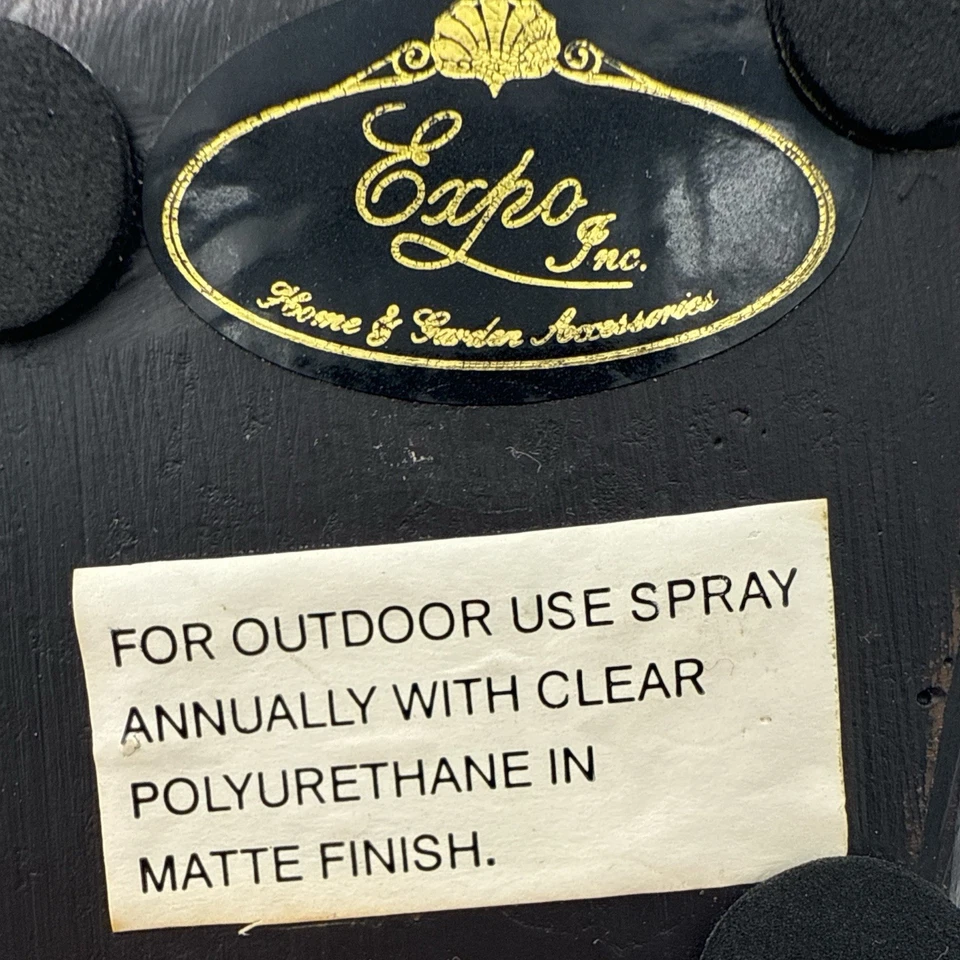 Expo
Inc.
Home & Garden Accessories
FOR OUTDOOR USE SPRAY
ANNUALLY WITH CLEAR
POLYURETHANE IN
MATTE FINISH.